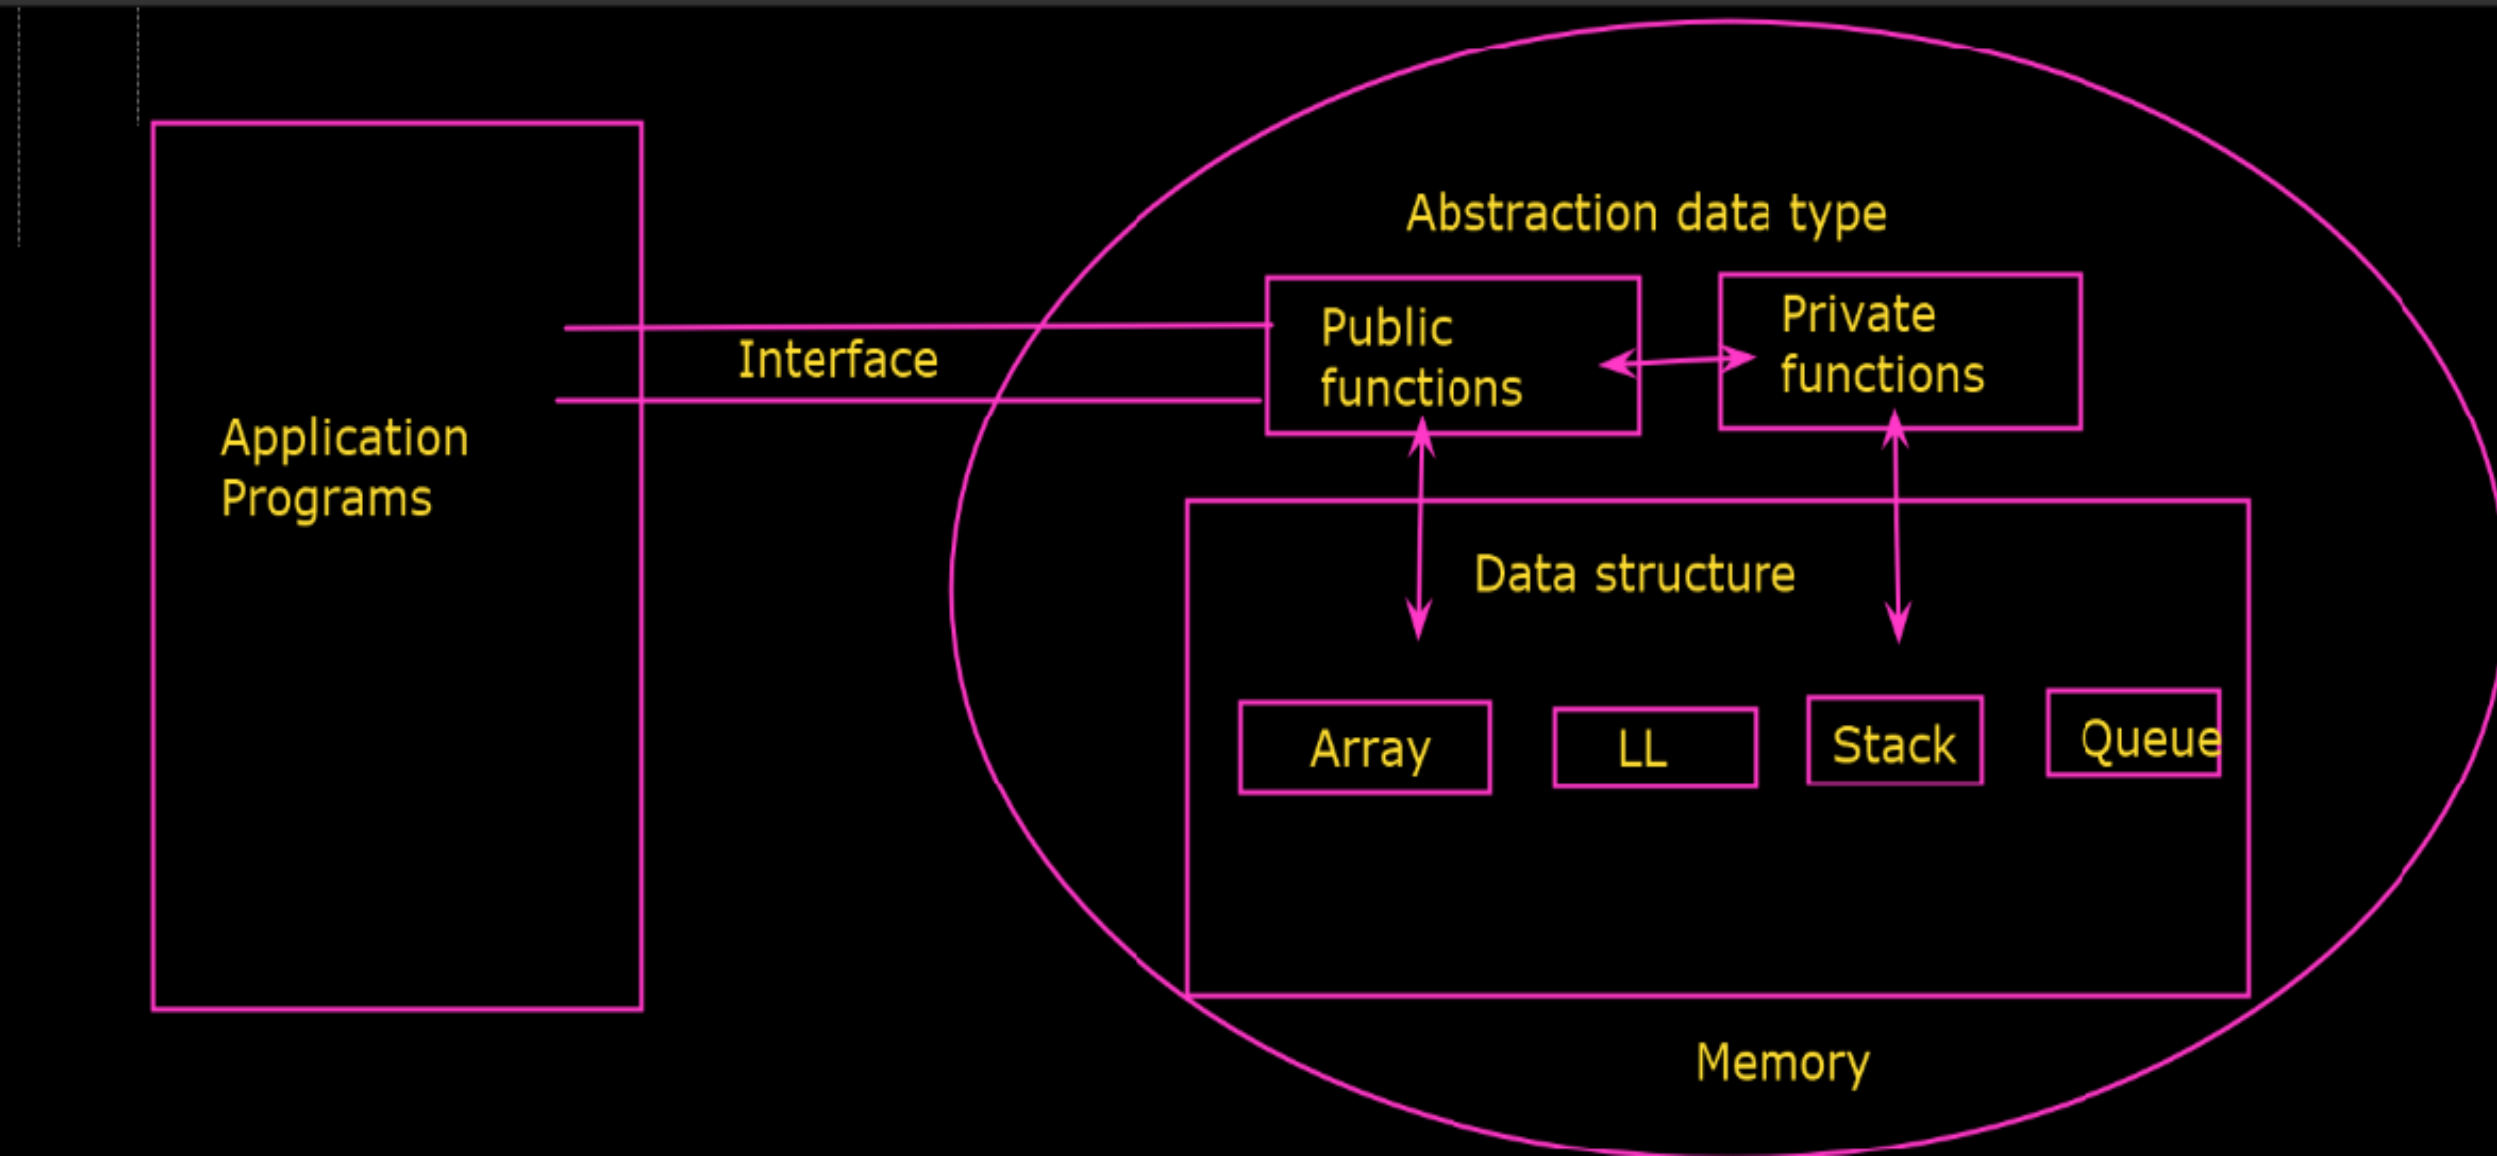 Abstraction data type
Public
functions
Private
functions
Interface
Application
Programs
Data structure
Array
LL
Stack
Queue
Memory